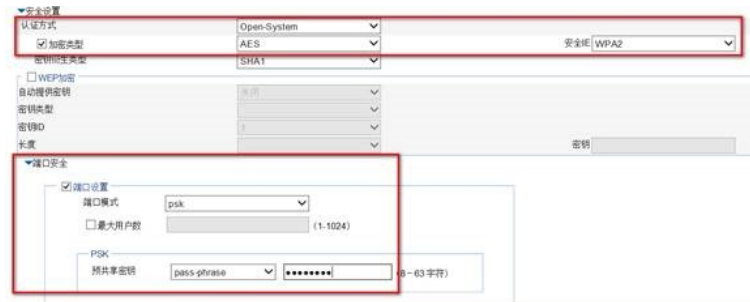 安全设置
认证方式 Open-System
加密类型 AES 安全IE WPA2
密钥衍生类型 SHA1
WEP加密
自动提供密钥 关闭
密钥类型
密钥ID 1
长度 密钥
端口安全
端口设置
端口模式 psk
最大用户数 (1-1024)
PSK
预共享密钥 pass-phrase •••••••• (8-63 字符)